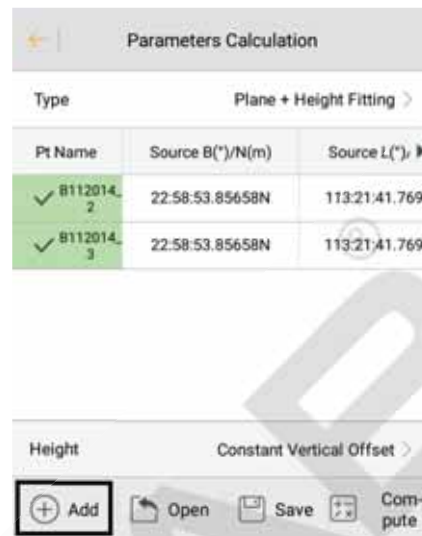 Parameters Calculation
Type Plane + Height Fitting >
Pt Name Source B(°)/N(m) Source L(°)/
B112014_ 22:58:53.85658N 113:21:41.769
2
B112014_ 22:58:53.85658N 113:21:41.769
3
Height Constant Vertical Offset >
Add Open Save Com-
pute